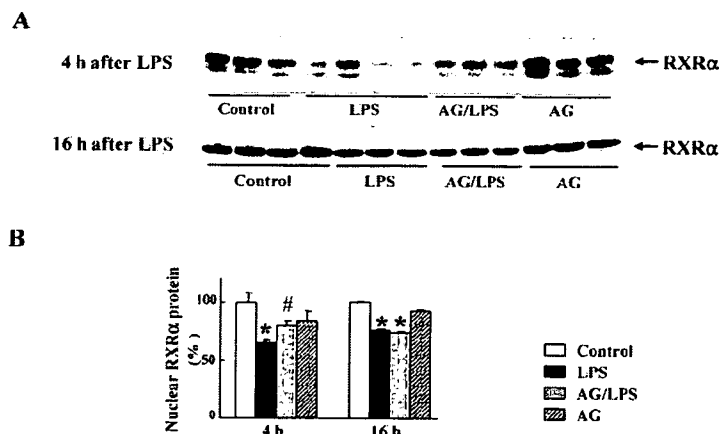 A
4 h after LPS ← RXRα
Control LPS AG/LPS AG
16 h after LPS ← RXRα
Control LPS AG/LPS AG
B
Nuclear RXRα protein
(%)
100
50
0
* #
* *
4 h 16 h
Control
LPS
AG/LPS
AG